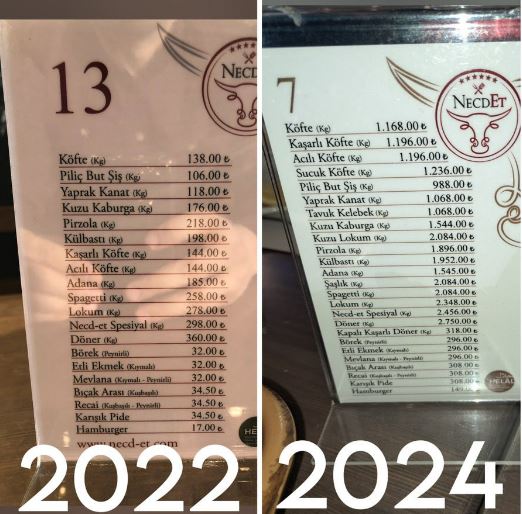 13
NECD
Köfte (Kg) 138.00 ₺
Piliç But Şiş (Kg) 106.00 ₺
Yaprak Kanat (Kg) 118.00 ₺
Kuzu Kaburga (Kg) 176.00 ₺
Pirzola (Kg) 218.00 ₺
Külbastı (Kg) 198.00 ₺
Kaşarlı Köfte (Kg) 144.00 ₺
Acılı Köfte (Kg) 144.00 ₺
Adana (Kg) 185.00 ₺
Spagetti (Kg) 258.00 ₺
Lokum (Kg) 278.00 ₺
Necd-et Spesiyal (Kg) 298.00 ₺
Döner (Kg) 360.00 ₺
Börek (Peynirli) 32.00 ₺
Etli Ekmek (Kıymalı) 32.00 ₺
Mevlana (Kıymalı - Peynirli) 32.00 ₺
Bıçak Arası (Kuşbaşılı) 34.50 ₺
Recai (Kuşbaşılı - Peynirli) 34.50 ₺
Karışık Pide 34.50 ₺
Hamburger 17.00 ₺
www.necd-et.com
HE
2022
7
NECDET
Köfte (Kg) 1.168.00 ₺
Kaşarlı Köfte (Kg) 1.196.00 ₺
Acılı Köfte (Kg) 1.196.00 ₺
Sucuk Köfte (Kg) 1.236.00 ₺
Piliç But Şiş (Kg) 988.00 ₺
Yaprak Kanat (Kg) 1.068.00 ₺
Tavuk Kelebek (Kg) 1.068.00 ₺
Kuzu Kaburga (Kg) 1.544.00 ₺
Kuzu Lokum (Kg) 2.084.00 ₺
Pirzola (Kg) 1.896.00 ₺
Külbastı (Kg) 1.952.00 ₺
Adana (Kg) 1.545.00 ₺
Şaşlık (Kg) 2.084.00 ₺
Spagetti (Kg) 2.084.00 ₺
Lokum (Kg) 2.348.00 ₺
Necd-et Spesiyal (Kg) 2.456.00 ₺
Döner (Kg) 2.750.00 ₺
Kapalı Kaşarlı Döner (Kg) 318.00 ₺
Börek (Peynirli) 296.00 ₺
Etli Ekmek (Kıymalı) 296.00 ₺
Mevlana (Kıymalı - Peynirli) 296.00 ₺
Bıçak Arası (Kuşbaşılı) 308.00 ₺
Recai (Kuşbaşılı - Peynirli) 308.00 ₺
Karışık Pide 308.00 ₺
Hamburger 149.00 ₺
HELAL
2024